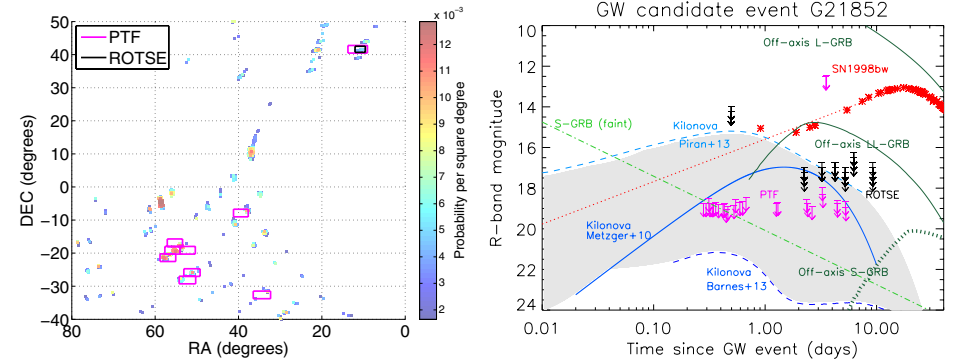 × 10⁻³
50
40
30
20
10
0
−10
−20
−30
−40
80
60
40
20
0
DEC (degrees)
RA (degrees)
PTF
ROTSE
12
11
10
9
8
7
6
5
4
3
2
Probability per square degree
GW candidate event G21852
10
12
14
16
18
20
22
24
0.01
0.10
1.00
10.00
R-band magnitude
Time since GW event (days)
Off-axis L-GRB
SN1998bw
S-GRB (faint)
Kilonova
Piran+13
Off-axis LL-GRB
PTF
ROTSE
Kilonova
Metzger+10
Kilonova
Barnes+13
Off-axis S-GRB